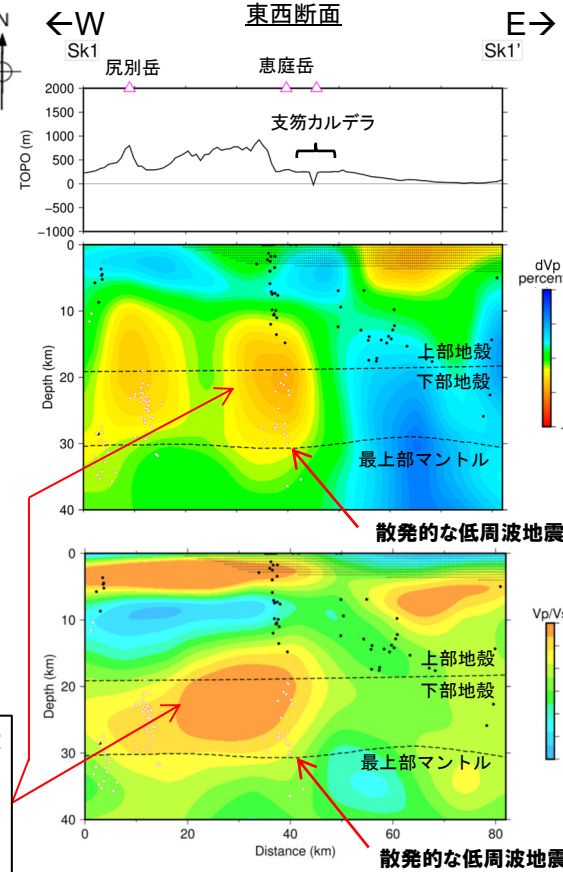 N
←W
東西断面
E→
Sk1
Sk1'
尻別岳
恵庭岳
2000
1500
1000
500
0
−500
−1000
TOPO (m)
支笏カルデラ
0
10
20
30
40
Depth (km)
上部地殻
下部地殻
最上部マントル
dVp
percent
散発的な低周波地震
0
10
20
30
40
Depth (km)
上部地殻
下部地殻
最上部マントル
Vp/Vs
0
20
40
60
80
Distance (km)
散発的な低周波地震